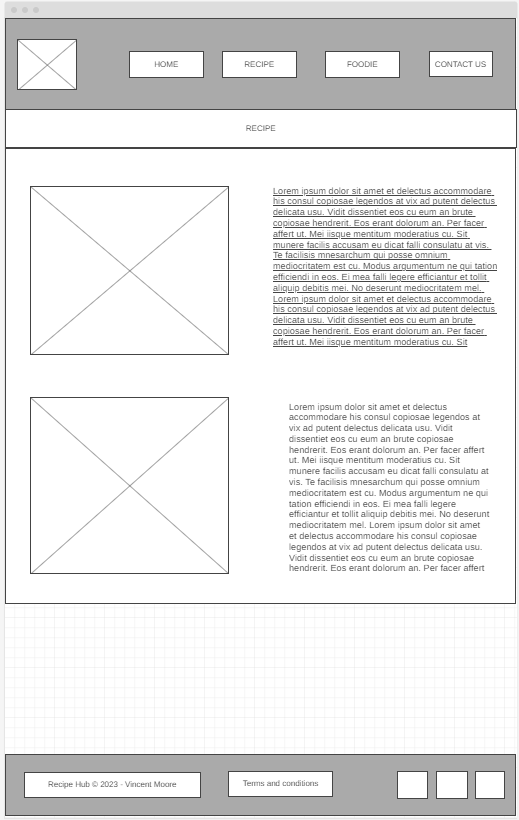 HOME
RECIPE
FOODIE
CONTACT US
RECIPE
Lorem ipsum dolor sit amet et delectus accommodare
his consul copiosae legendos at vix ad putent delectus
delicata usu. Vidit dissentiet eos cu eum an brute
copiosae hendrerit. Eos erant dolorum an. Per facer
affert ut. Mei iisque mentitum moderatius cu. Sit
munere facilis accusam eu dicat falli consulatu at vis.
Te facilisis mnesarchum qui posse omnium
mediocritatem est cu. Modus argumentum ne qui tation
efficiendi in eos. Ei mea falli legere efficiantur et tollit
aliquip debitis mei. No deserunt mediocritatem mel.
Lorem ipsum dolor sit amet et delectus accommodare
his consul copiosae legendos at vix ad putent delectus
delicata usu. Vidit dissentiet eos cu eum an brute
copiosae hendrerit. Eos erant dolorum an. Per facer
affert ut. Mei iisque mentitum moderatius cu. Sit
Lorem ipsum dolor sit amet et delectus
accommodare his consul copiosae legendos at
vix ad putent delectus delicata usu. Vidit
dissentiet eos cu eum an brute copiosae
hendrerit. Eos erant dolorum an. Per facer affert
ut. Mei iisque mentitum moderatius cu. Sit
munere facilis accusam eu dicat falli consulatu at
vis. Te facilisis mnesarchum qui posse omnium
mediocritatem est cu. Modus argumentum ne qui
tation efficiendi in eos. Ei mea falli legere
efficiantur et tollit aliquip debitis mei. No deserunt
mediocritatem mel. Lorem ipsum dolor sit amet
et delectus accommodare his consul copiosae
legendos at vix ad putent delectus delicata usu.
Vidit dissentiet eos cu eum an brute copiosae
hendrerit. Eos erant dolorum an. Per facer affert
Recipe Hub © 2023 - Vincent Moore
Terms and conditions